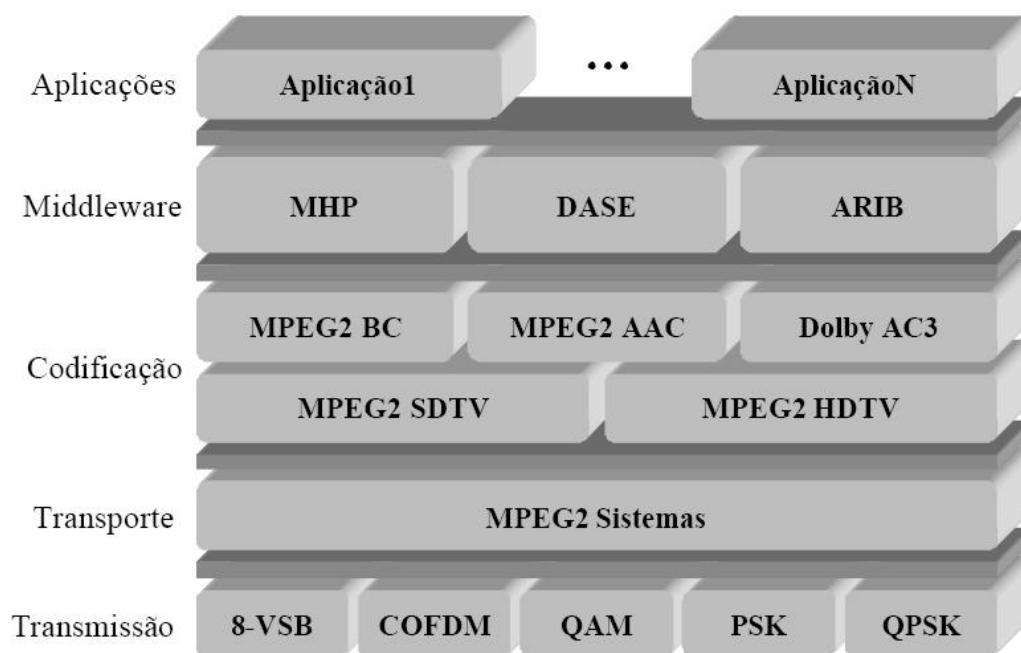 Aplicações
Aplicação1
...
AplicaçãoN
Middleware
MHP
DASE
ARIB
Codificação
MPEG2 BC
MPEG2 AAC
Dolby AC3
MPEG2 SDTV
MPEG2 HDTV
Transporte
MPEG2 Sistemas
Transmissão
8-VSB
COFDM
QAM
PSK
QPSK